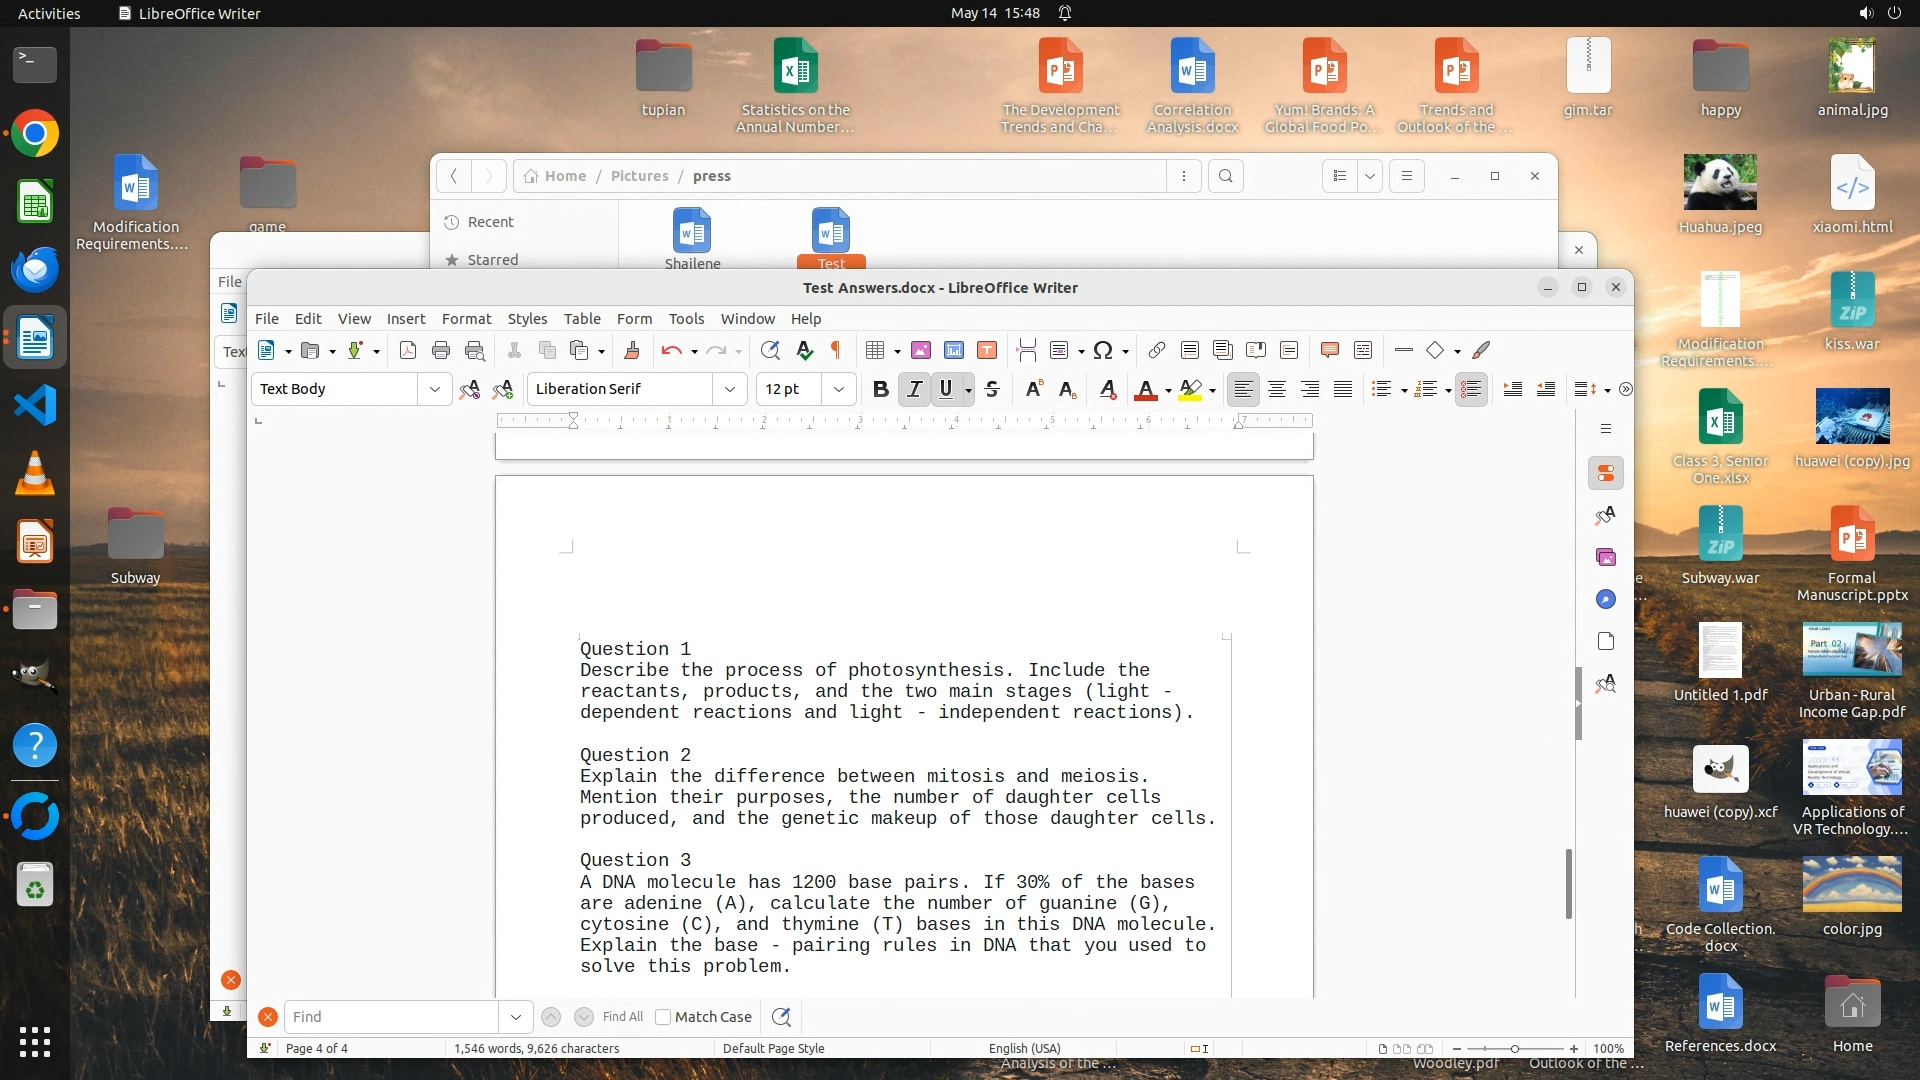 Activities
LibreOffice Writer
May 14 15:48
tupian
Statistics on the
Annual Number...
The Development
Trends and Cha...
Correlation
Analysis.docx
Yum! Brands: A
Global Food Po...
Trends and
Outlook of the ...
gim.tar
happy
animal.jpg
Modification
Requirements....
game
Home / Pictures / press
Recent
Starred
Shailene
Test
Huahua.jpeg
xiaomi.html
File
Text
Test Answers.docx - LibreOffice Writer
File Edit View Insert Format Styles Table Form Tools Window Help
Text Body
Liberation Serif
12 pt
Modification
Requirements....
kiss.war
Class 3, Senior
One.xlsx
huawei (copy).jpg
Subway
Subway.war
Formal
Manuscript.pptx
Question 1
Describe the process of photosynthesis. Include the
reactants, products, and the two main stages (light -
dependent reactions and light - independent reactions).
Question 2
Explain the difference between mitosis and meiosis.
Mention their purposes, the number of daughter cells
produced, and the genetic makeup of those daughter cells.
Question 3
A DNA molecule has 1200 base pairs. If 30% of the bases
are adenine (A), calculate the number of guanine (G),
cytosine (C), and thymine (T) bases in this DNA molecule.
Explain the base - pairing rules in DNA that you used to
solve this problem.
Untitled 1.pdf
Part 02
Urban-Rural
Income Gap.pdf
huawei (copy).xcf
Applications of
VR Technology....
Code Collection.
docx
color.jpg
References.docx
Home
Find
Find All
Match Case
Page 4 of 4
1,546 words, 9,626 characters
Default Page Style
English (USA)
100%
Analysis of the ...
Woodley.pdf
Outlook of the ...